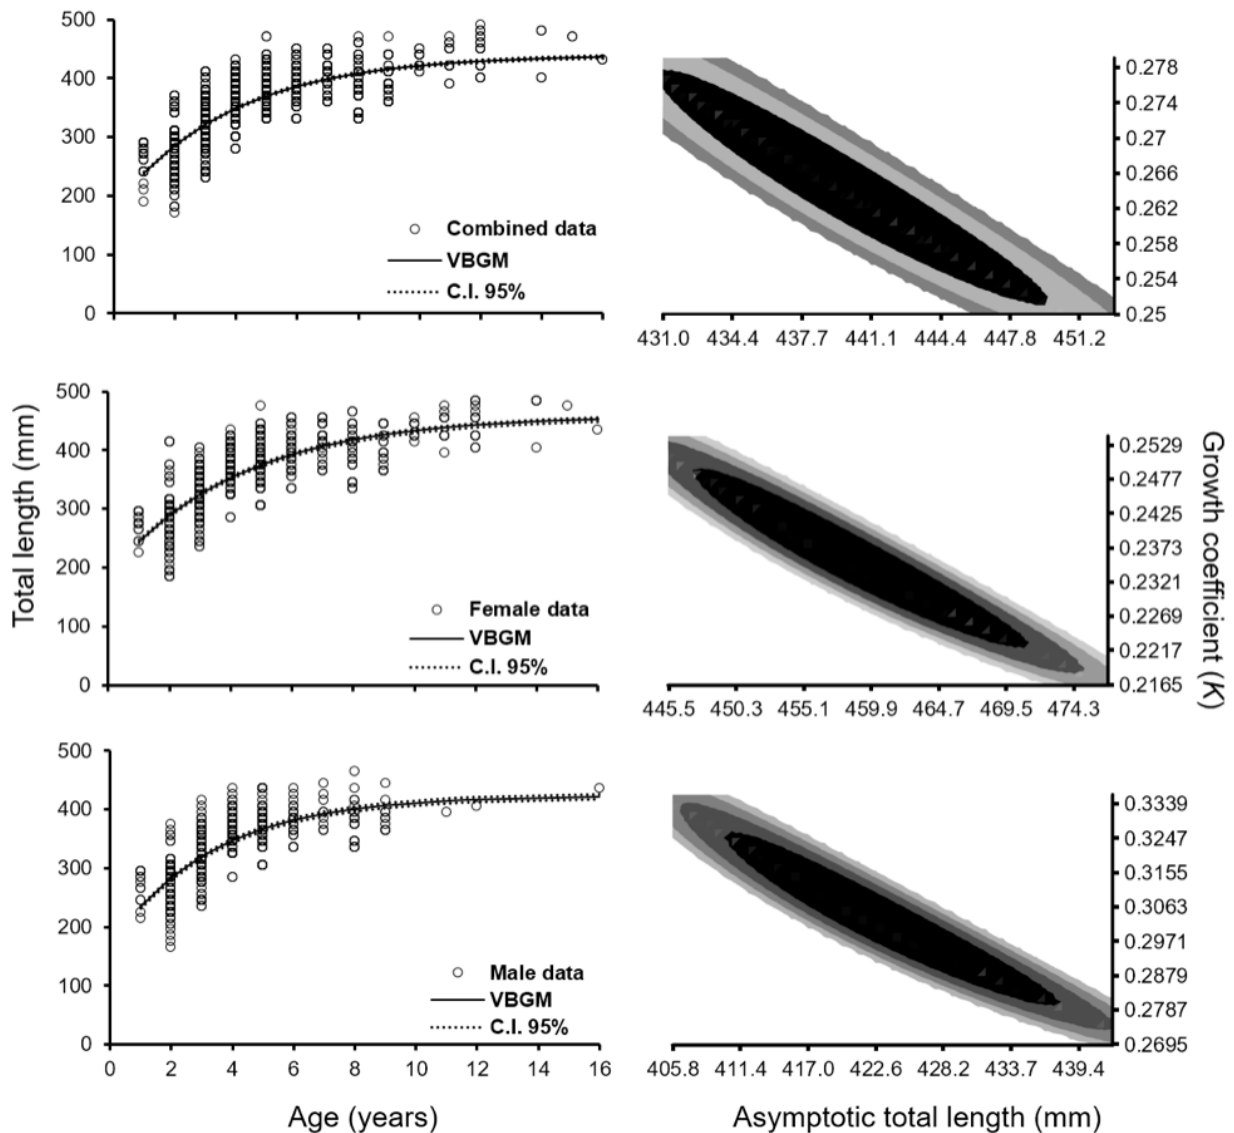 500
400
300
200
100
0
Combined data
VBGM
C.I. 95%
0.278
0.274
0.27
0.266
0.262
0.258
0.254
0.25
431.0 434.4 437.7 441.1 444.4 447.8 451.2
500
400
300
200
100
0
Female data
VBGM
C.I. 95%
0.2529
0.2477
0.2425
0.2373
0.2321
0.2269
0.2217
0.2165
445.5 450.3 455.1 459.9 464.7 469.5 474.3
Total length (mm)
Growth coefficient (K)
500
400
300
200
100
0
Male data
VBGM
C.I. 95%
0 2 4 6 8 10 12 14 16
0.3339
0.3247
0.3155
0.3063
0.2971
0.2879
0.2787
0.2695
405.8 411.4 417.0 422.6 428.2 433.7 439.4
Age (years)
Asymptotic total length (mm)